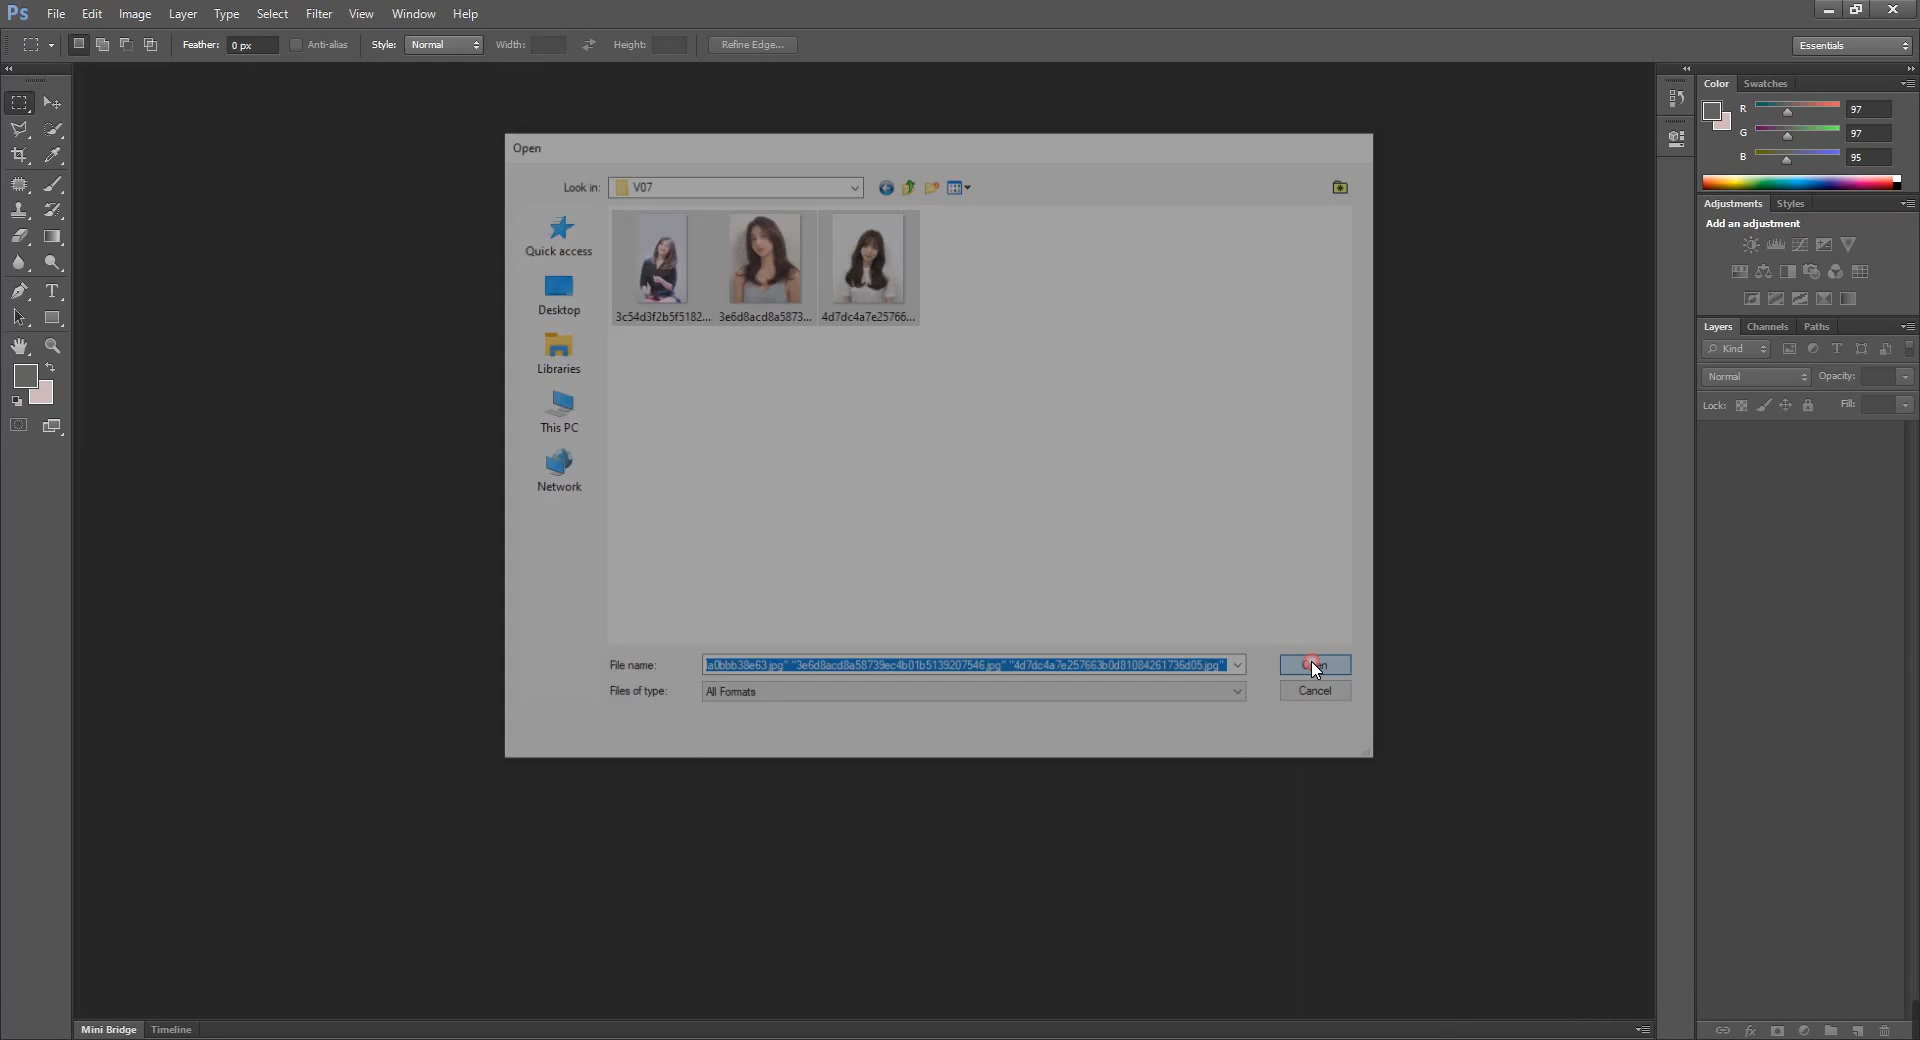 Ps File Edit Image Layer Type Select Filter View Window Help
Feather: 0 px Anti-alias Style: Normal Width: Height: Refine Edge... Essentials
Color Swatches
R 97
G 97
B 95
Adjustments Styles
Add an adjustment
Layers Channels Paths
Kind
Normal Opacity:
Lock: Fill:
Open
Look in: V07
Quick access
Desktop
Libraries
This PC
Network
3c54d3f2b5f5182... 3e6d8acd8a5873... 4d7dc4a7e25766...
File name: a0bbb38e63.jpg" "3e6d8acd8a58739ec4b01b5139207546.jpg" "4d7dc4a7e257663b0d81084261736d05.jpg"
Files of type: All Formats
Cancel
Mini Bridge Timeline